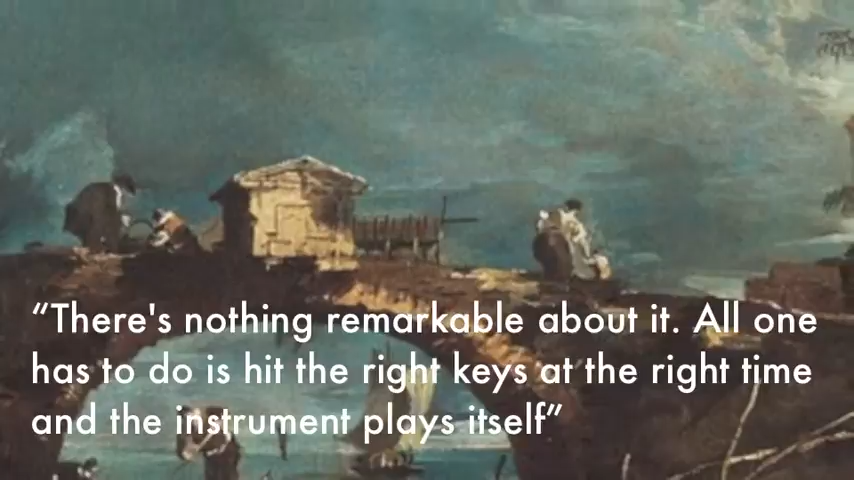 “There's nothing remarkable about it. All one
has to do is hit the right keys at the right time
and the instrument plays itself”